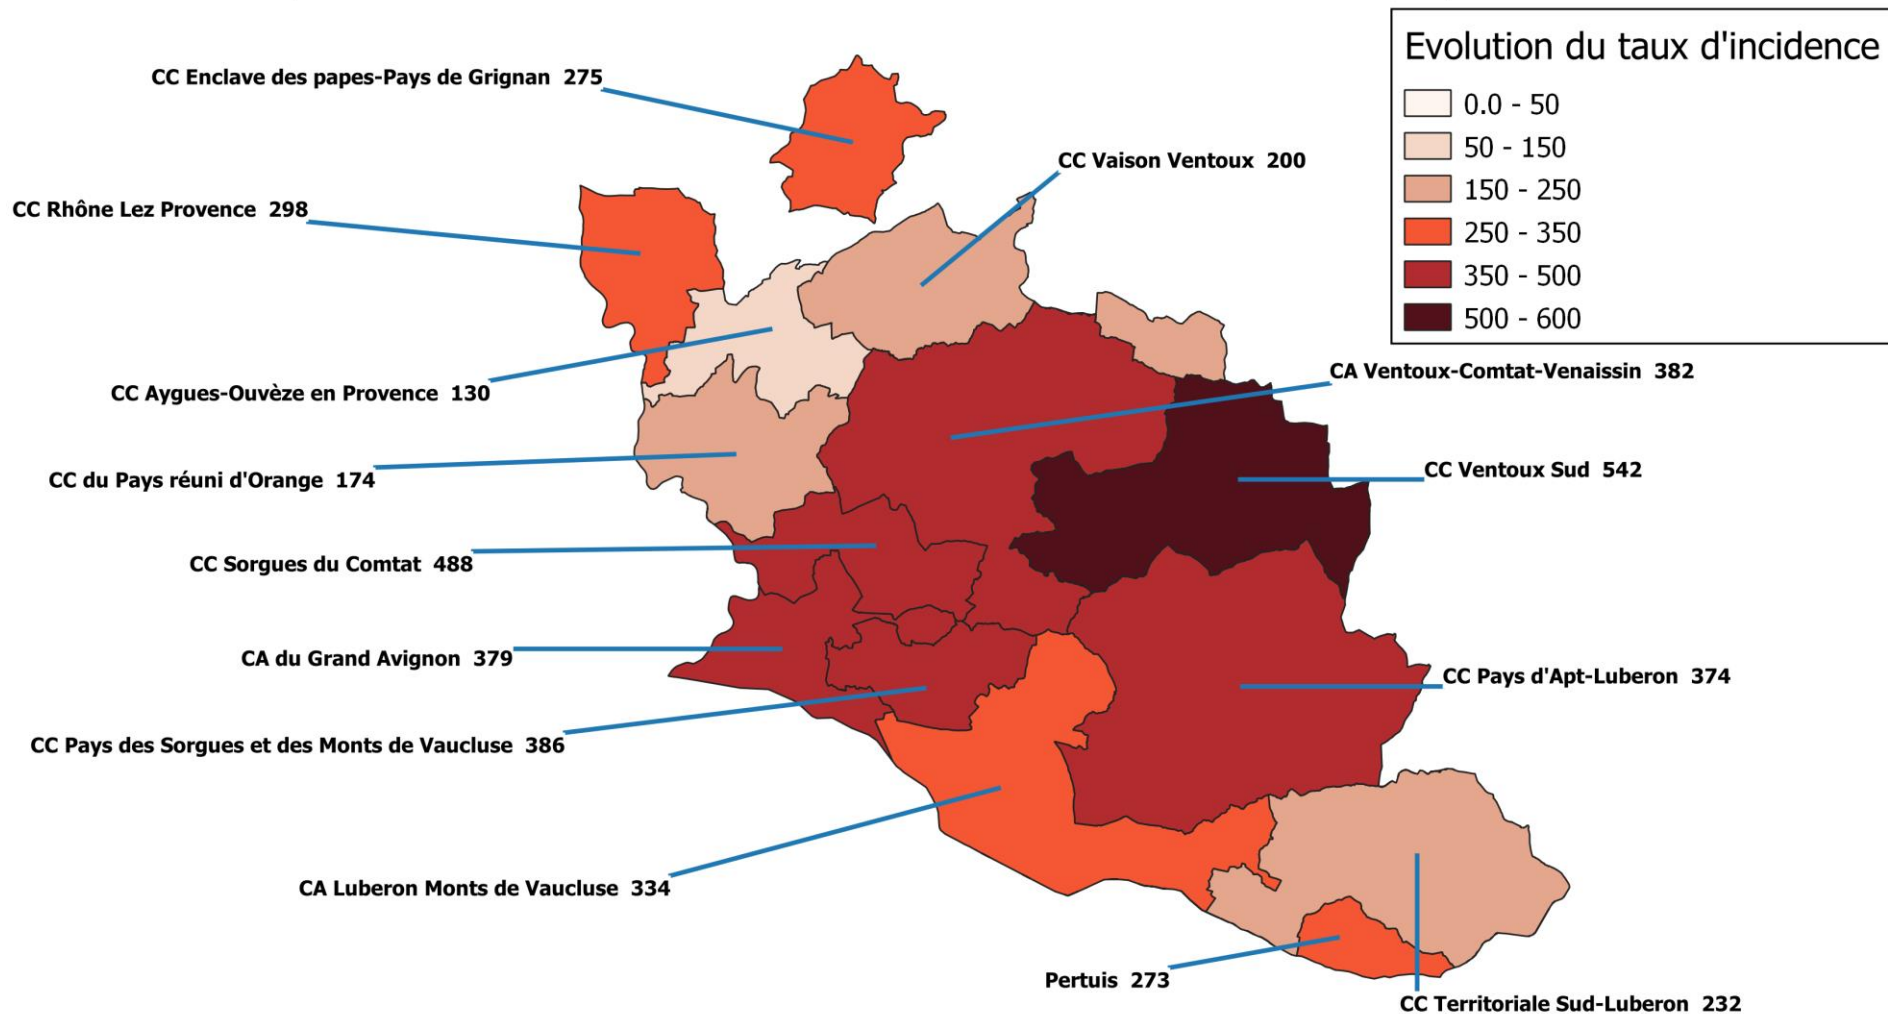 Evolution du taux d'incidence
0.0 - 50
50 - 150
150 - 250
250 - 350
350 - 500
500 - 600
CC Enclave des papes-Pays de Grignan 275
CC Vaison Ventoux 200
CC Rhône Lez Provence 298
CA Ventoux-Comtat-Venaissin 382
CC Aygues-Ouvèze en Provence 130
CC Ventoux Sud 542
CC du Pays réuni d'Orange 174
CC Sorgues du Comtat 488
CA du Grand Avignon 379
CC Pays d'Apt-Luberon 374
CC Pays des Sorgues et des Monts de Vaucluse 386
CA Luberon Monts de Vaucluse 334
Pertuis 273
CC Territoriale Sud-Luberon 232